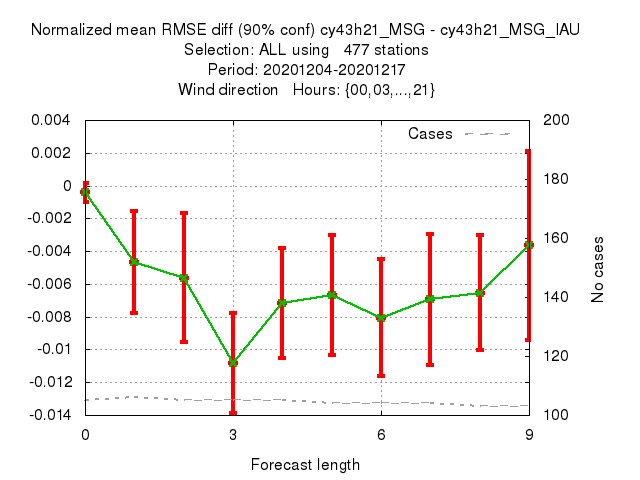 Normalized mean RMSE diff (90% conf) cy43h21_MSG - cy43h21_MSG_IAU
Selection: ALL using   477 stations
Period: 20201204-20201217
Wind direction   Hours: {00,03,...,21}
Cases
0.004
0.002
0
-0.002
-0.004
-0.006
-0.008
-0.01
-0.012
-0.014
200
180
160
140
120
100
No cases
0
3
6
9
Forecast length